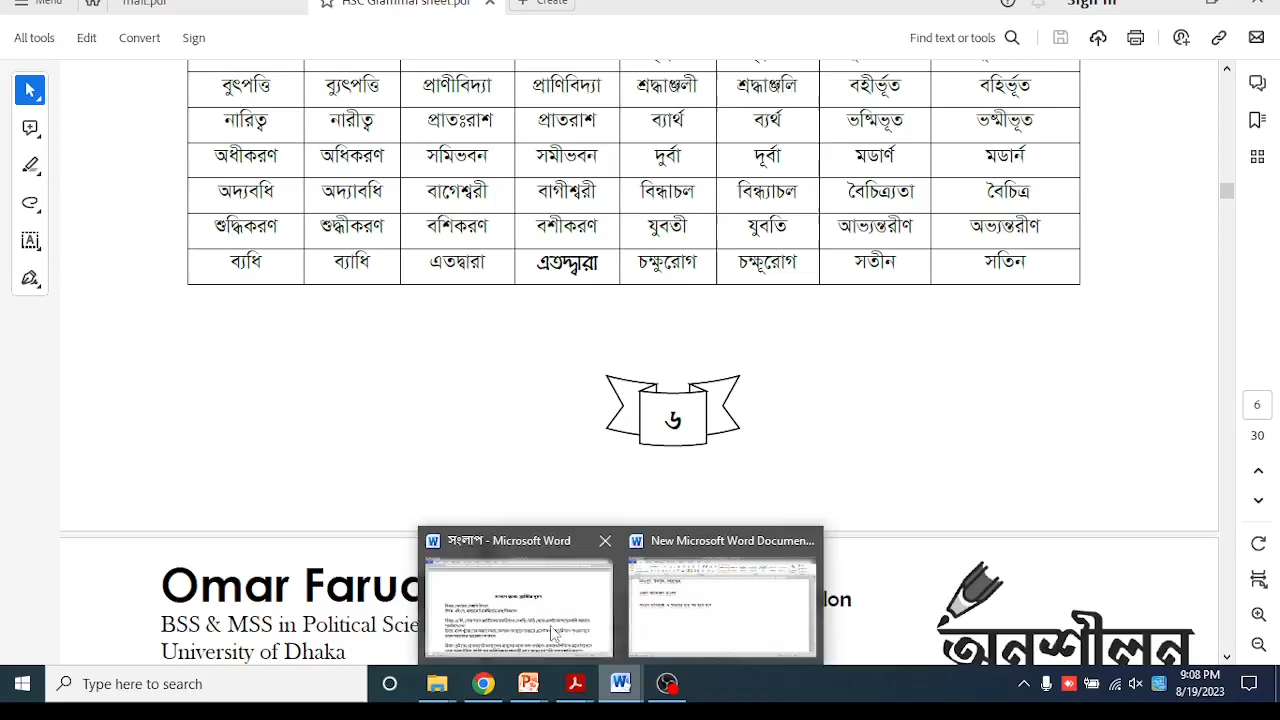 Menu
mail.pdf
HSC Grammar sheet.pdf
Create
Sign in
All tools Edit Convert Sign
Find text or tools
বুৎপত্তি ব্যুৎপত্তি প্রাণীবিদ্যা প্রাণিবিদ্যা শ্রদ্ধাঞ্জলী শ্রদ্ধাঞ্জলি বহীর্ভূত বহির্ভূত
নারিত্ব নারীত্ব প্রাতঃরাশ প্রাতরাশ ব্যার্থ ব্যর্থ ভষ্মিভূত ভষ্মীভূত
অধীকরণ অধিকরণ সমিভবন সমীভবন দুর্বা দূর্বা মডার্ণ মডার্ন
অদ্যবধি অদ্যাবধি বাগেশ্বরী বাগীশ্বরী বিন্ধাচল বিন্ধ্যাচল বৈচিত্র্যতা বৈচিত্র
শুদ্ধিকরণ শুদ্ধীকরণ বশিকরণ বশীকরণ যুবতী যুবতি আভ্যন্তরীণ অভ্যন্তরীণ
ব্যধি ব্যাধি এতদ্বারা এতদ্দ্বারা চক্ষুরোগ চক্ষূরোগ সতীন সতিন
৬
6
30
সংলাপ - Microsoft Word
New Microsoft Word Documen...
Omar Faru
BSS & MSS in Political Scie
University of Dhaka
lon
অনুশীলন
Type here to search
9:08 PM
8/19/2023